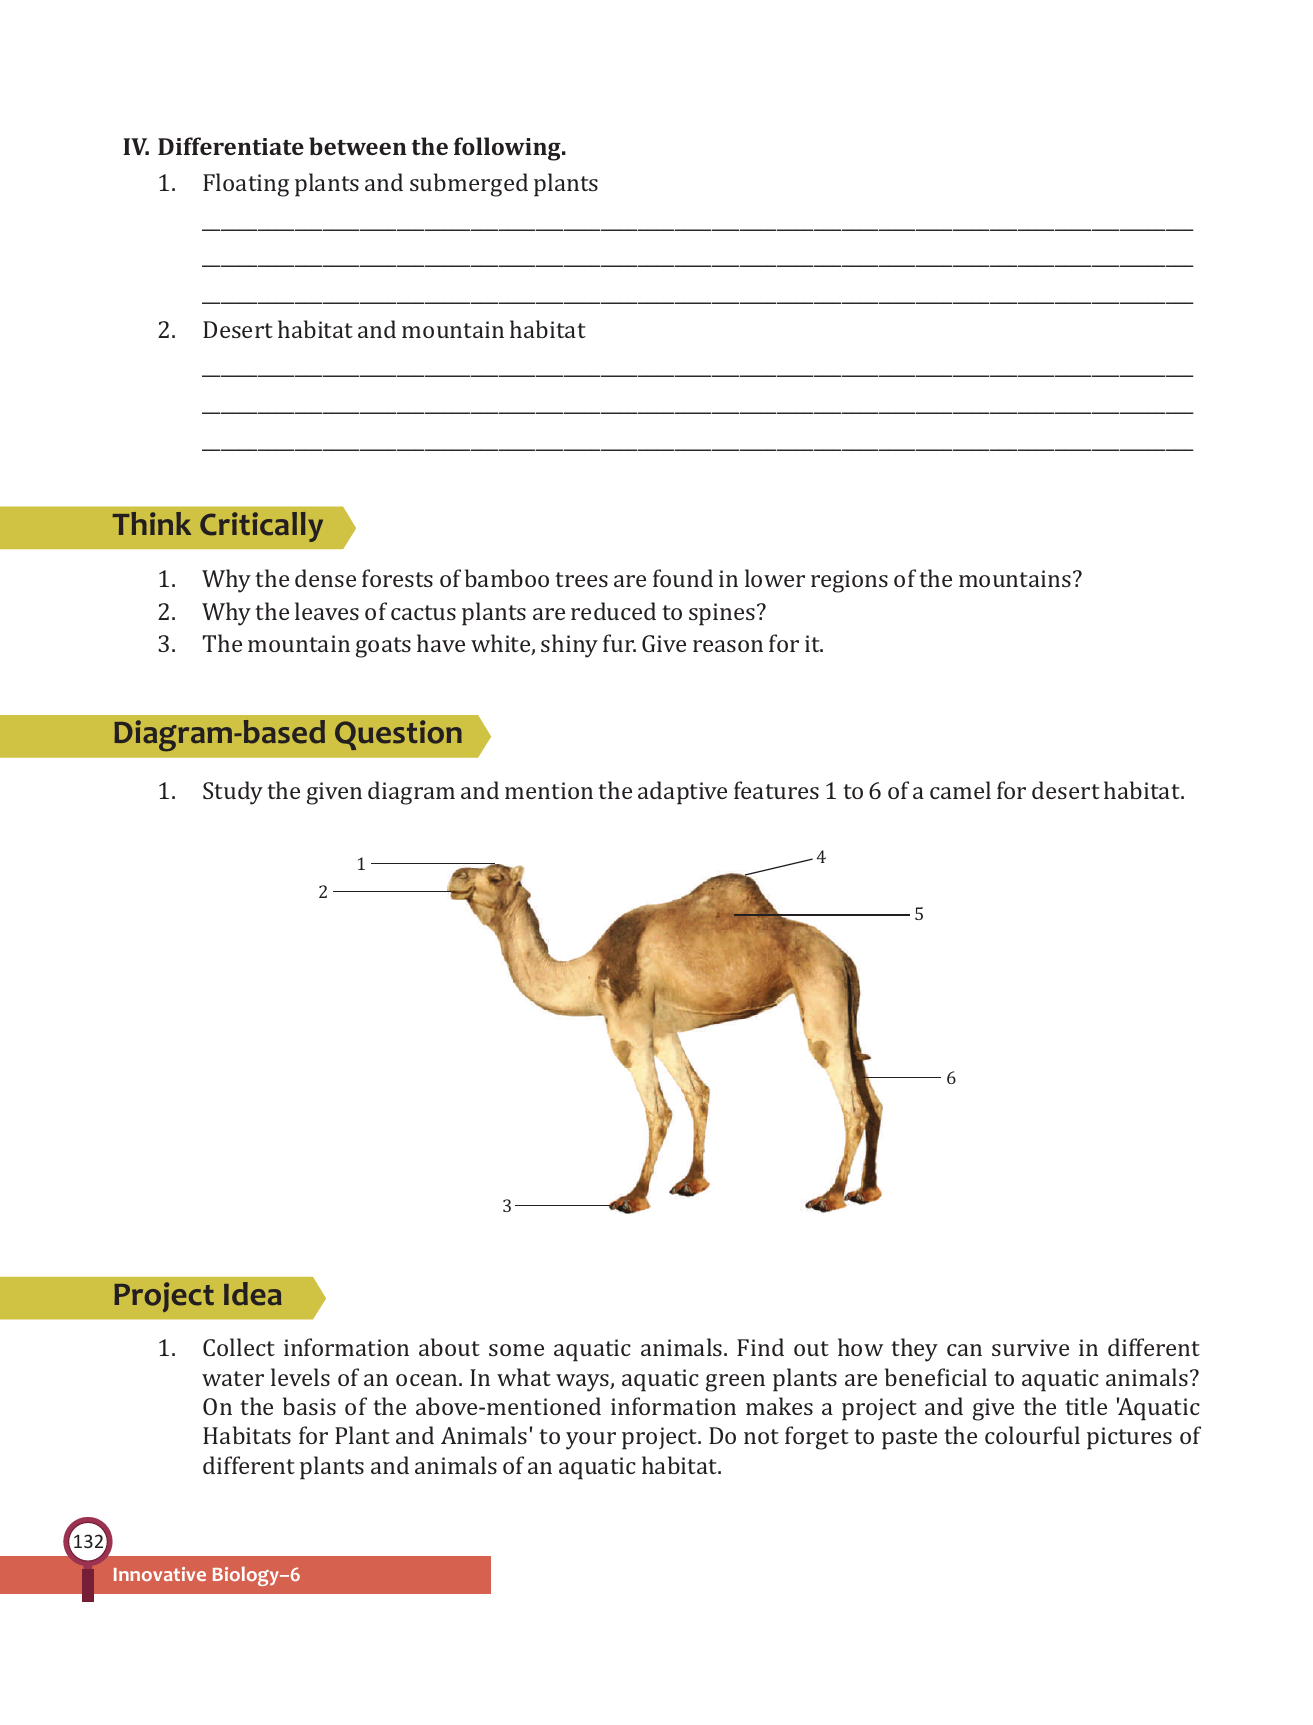 IV. Differentiate between the following.
1. Floating plants and submerged plants
2. Desert habitat and mountain habitat
Think Critically
1. Why the dense forests of bamboo trees are found in lower regions of the mountains?
2. Why the leaves of cactus plants are reduced to spines?
3. The mountain goats have white, shiny fur. Give reason for it.
Diagram-based Question
1. Study the given diagram and mention the adaptive features 1 to 6 of a camel for desert habitat.
1
4
2
5
6
3
Project Idea
1. Collect information about some aquatic animals. Find out how they can survive in different
water levels of an ocean. In what ways, aquatic green plants are beneficial to aquatic animals?
On the basis of the above-mentioned information makes a project and give the title 'Aquatic
Habitats for Plant and Animals' to your project. Do not forget to paste the colourful pictures of
different plants and animals of an aquatic habitat.
132
Innovative Biology–6